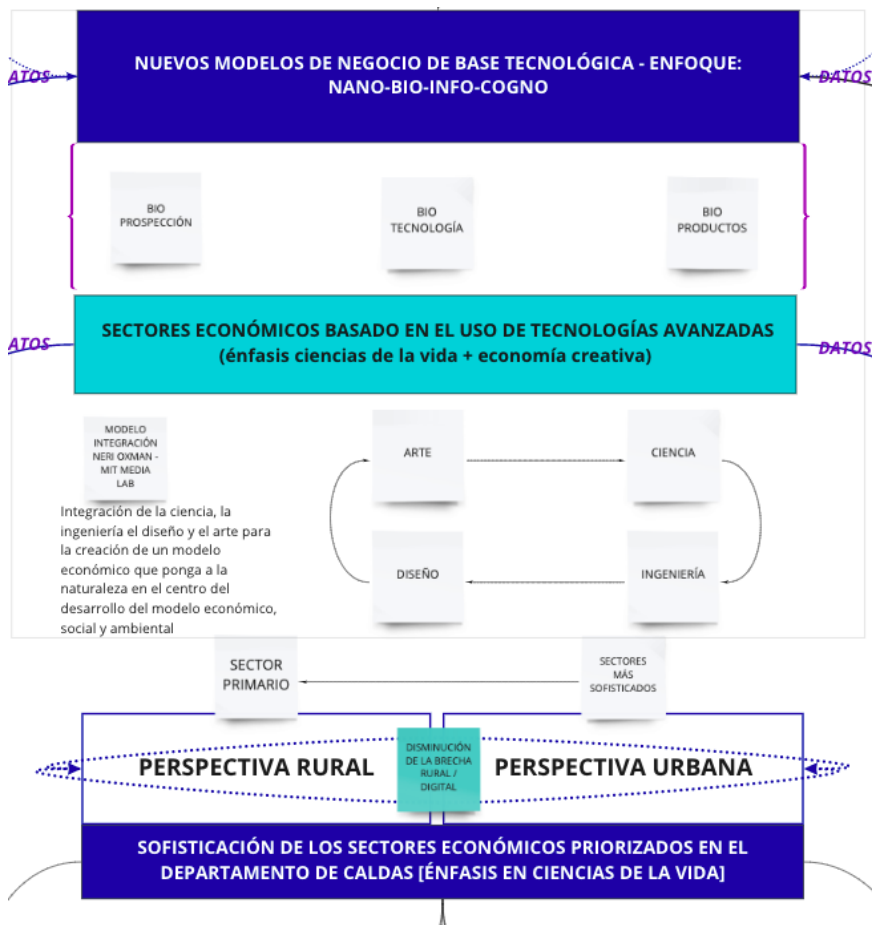 NUEVOS MODELOS DE NEGOCIO DE BASE TECNOLÓGICA - ENFOQUE:
NANO-BIO-INFO-COGNO
ATOS
DATOS
BIO
PROSPECCIÓN
BIO
TECNOLOGÍA
BIO
PRODUCTOS
SECTORES ECONÓMICOS BASADO EN EL USO DE TECNOLOGÍAS AVANZADAS
(énfasis ciencias de la vida + economía creativa)
ATOS
DATOS
MODELO
INTEGRACIÓN
NERI OXMAN -
MIT MEDIA
LAB
Integración de la ciencia, la
ingeniería el diseño y el arte para
la creación de un modelo
económico que ponga a la
naturaleza en el centro del
desarrollo del modelo económico,
social y ambiental
ARTE
CIENCIA
DISEÑO
INGENIERÍA
SECTOR
PRIMARIO
SECTORES
MÁS
SOFISTICADOS
PERSPECTIVA RURAL
DISMINUCIÓN
DE LA BRECHA
RURAL /
DIGITAL
PERSPECTIVA URBANA
SOFISTICACIÓN DE LOS SECTORES ECONÓMICOS PRIORIZADOS EN EL
DEPARTAMENTO DE CALDAS [ÉNFASIS EN CIENCIAS DE LA VIDA]